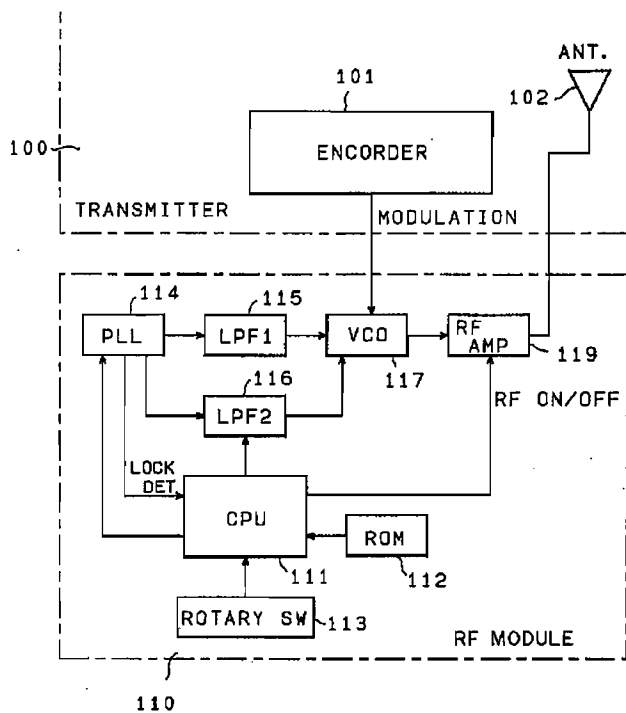 ANT.
101
102
ENCORDER
100
TRANSMITTER
MODULATION
114
115
PLL
LPF1
VCO
RF
AMP
119
117
116
RF ON/OFF
LPF2
LOCK
DET
CPU
ROM
111
112
ROTARY SW
113
RF MODULE
110